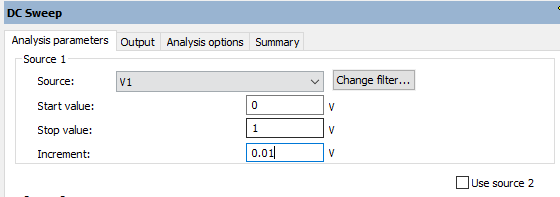 DC Sweep
Analysis parameters Output Analysis options Summary
Source 1
Source: V1 Change filter...
Start value: 0 V
Stop value: 1 V
Increment: 0.01 V
Use source 2